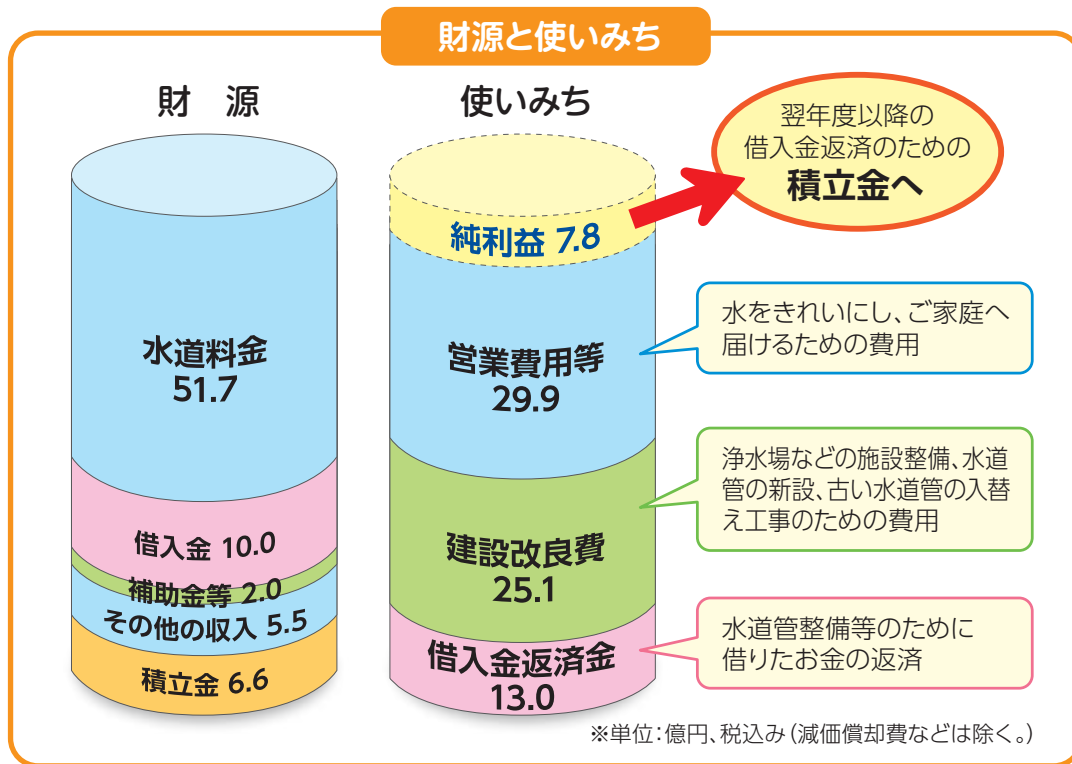 財源と使いみち
財　源
水道料金
51.7
借入金 10.0
補助金等 2.0
その他の収入 5.5
積立金 6.6
使いみち
純利益 7.8
営業費用等
29.9
建設改良費
25.1
借入金返済金
13.0
翌年度以降の
借入金返済のための
積立金へ
水をきれいにし、ご家庭へ
届けるための費用
浄水場などの施設整備、水道
管の新設、古い水道管の入替
え工事のための費用
水道管整備等のために
借りたお金の返済
※単位：億円、税込み（減価償却費などは除く。）